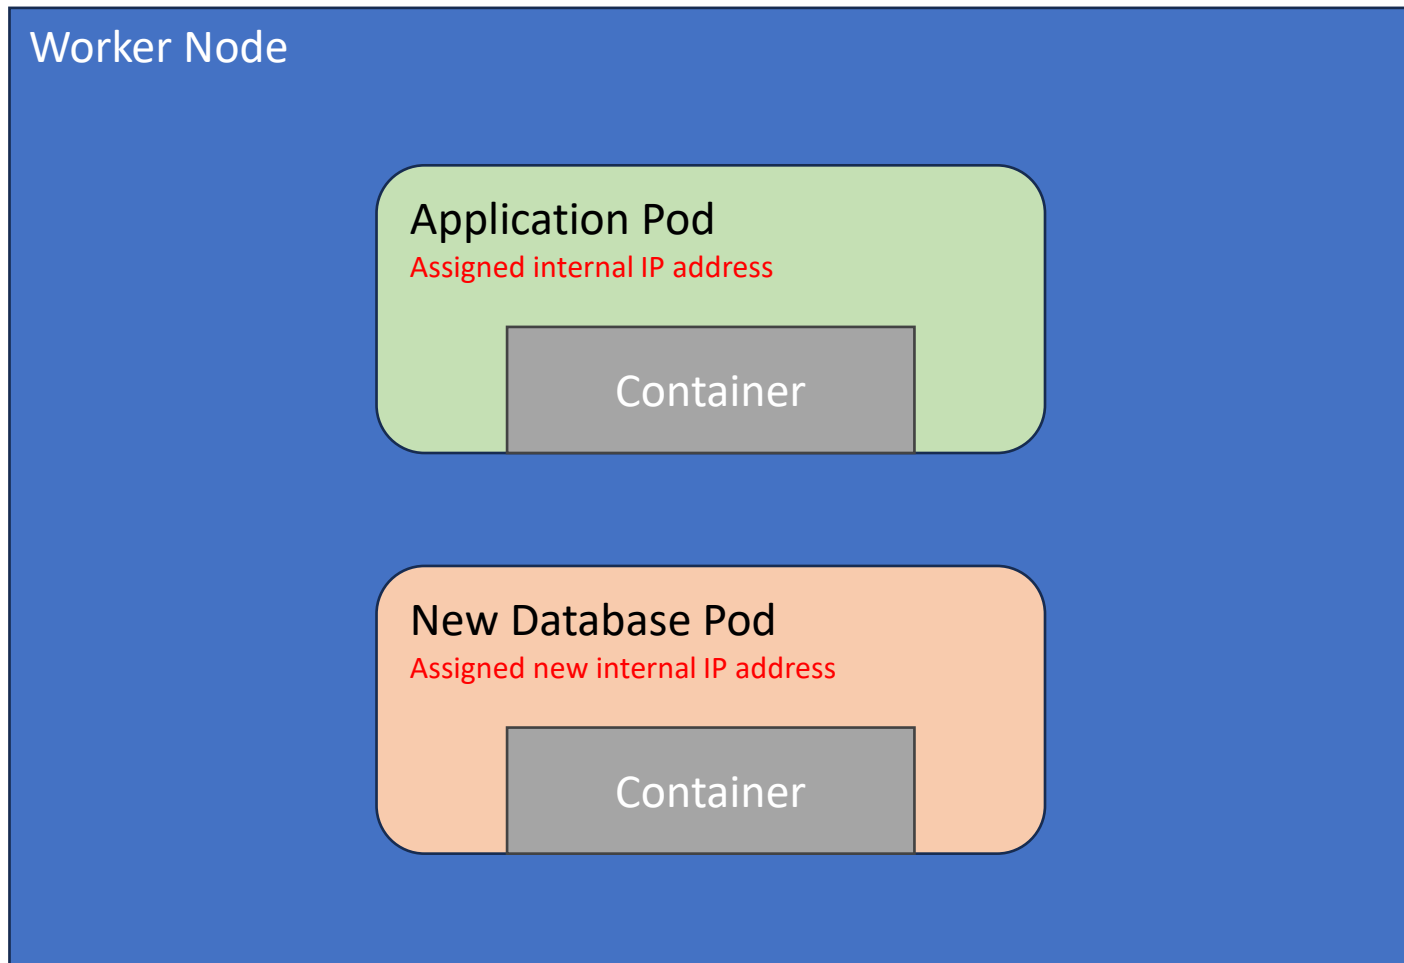 Worker Node
Application Pod
Assigned internal IP address
Container
New Database Pod
Assigned new internal IP address
Container